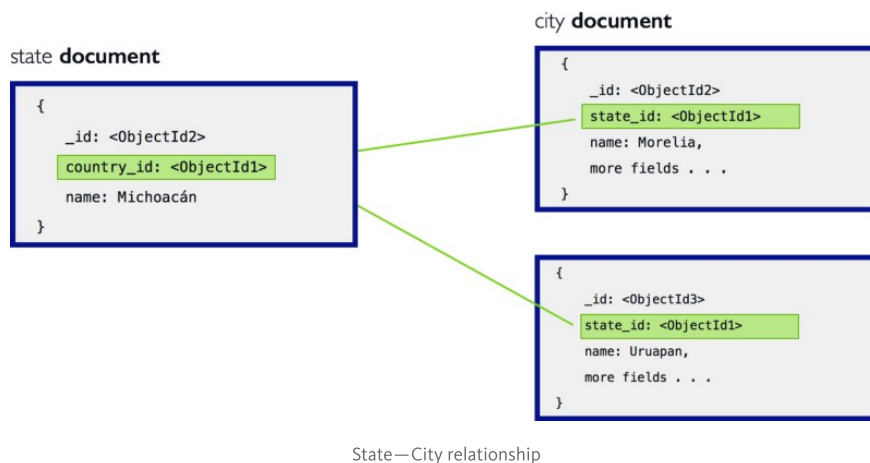 state document
{
_id: <ObjectId2>
country_id: <ObjectId1>
name: Michoacán
}
city document
{
_id: <ObjectId2>
state_id: <ObjectId1>
name: Morelia,
more fields . . .
}
{
_id: <ObjectId3>
state_id: <ObjectId1>
name: Uruapan,
more fields . . .
}
State—City relationship